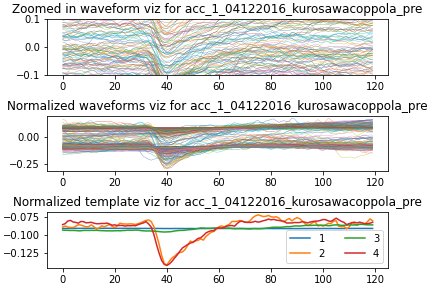 Zoomed in waveform viz for acc_1_04122016_kurosawacoppola_pre
0.1
0.0
−0.1
0 20 40 60 80 100 120
Normalized waveforms viz for acc_1_04122016_kurosawacoppola_pre
0.00
−0.25
0 20 40 60 80 100 120
Normalized template viz for acc_1_04122016_kurosawacoppola_pre
−0.075
−0.100
−0.125
1 3
2 4
0 20 40 60 80 100 120